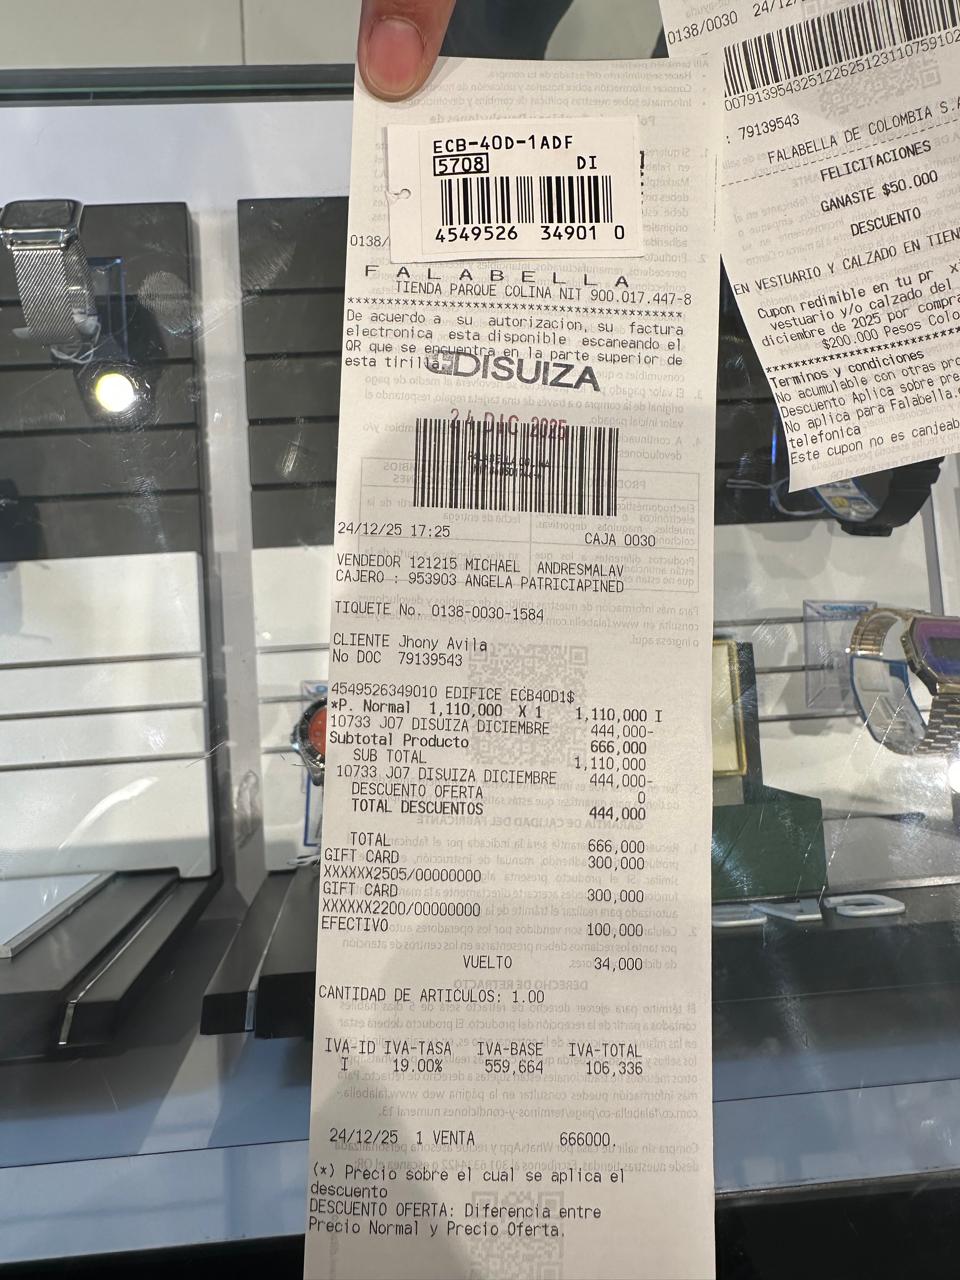 ECB-40D-1ADF
5708 DI
4549526 34901 0
0138/
FALABELLA
TIENDA PARQUE COLINA NIT 900.017.447-8
****************************************
De acuerdo a su autorizacion, su factura
electronica esta disponible escaneando el
QR que se encuentra en la parte superior de
esta tirilla.
DISUIZA
24 DIC 2025
24/12/25 17:25 CAJA 0030
VENDEDOR 121215 MICHAEL ANDRESMALAV
CAJERO : 953903 ANGELA PATRICIAPINED
TIQUETE No. 0138-0030-1584
CLIENTE Jhony Avila
No DOC 79139543
4549526349010 EDIFICE ECB40D1$
*P. Normal 1,110,000 X 1 1,110,000 I
10733 J07 DISUIZA DICIEMBRE 444,000-
Subtotal Producto 666,000
SUB TOTAL 1,110,000
10733 J07 DISUIZA DICIEMBRE 444,000-
DESCUENTO OFERTA 0
TOTAL DESCUENTOS 444,000
TOTAL 666,000
GIFT CARD 300,000
XXXXXX2505/00000000
GIFT CARD 300,000
XXXXXX2200/00000000
EFECTIVO 100,000
VUELTO 34,000
CANTIDAD DE ARTICULOS: 1.00
IVA-ID IVA-TASA IVA-BASE IVA-TOTAL
I 19.00% 559,664 106,336
24/12/25 1 VENTA 666000.
(*) Precio sobre el cual se aplica el
descuento
DESCUENTO OFERTA: Diferencia entre
Precio Normal y Precio Oferta.
0138/0030 24/12/
: 79139543
FALABELLA DE COLOMBIA S.A
FELICITACIONES
GANASTE $50.000
DESCUENTO
EN VESTUARIO Y CALZADO EN TIEN
Cupon redimible en tu pr
vestuario y/o calzado del
diciembre de 2025 por compra
$200.000 Pesos Colo
Terminos y condiciones
No acumulable con otras pro
Descuento Aplica sobre pre
No aplica para Falabella.
telefonica
Este cupon no es canjeab